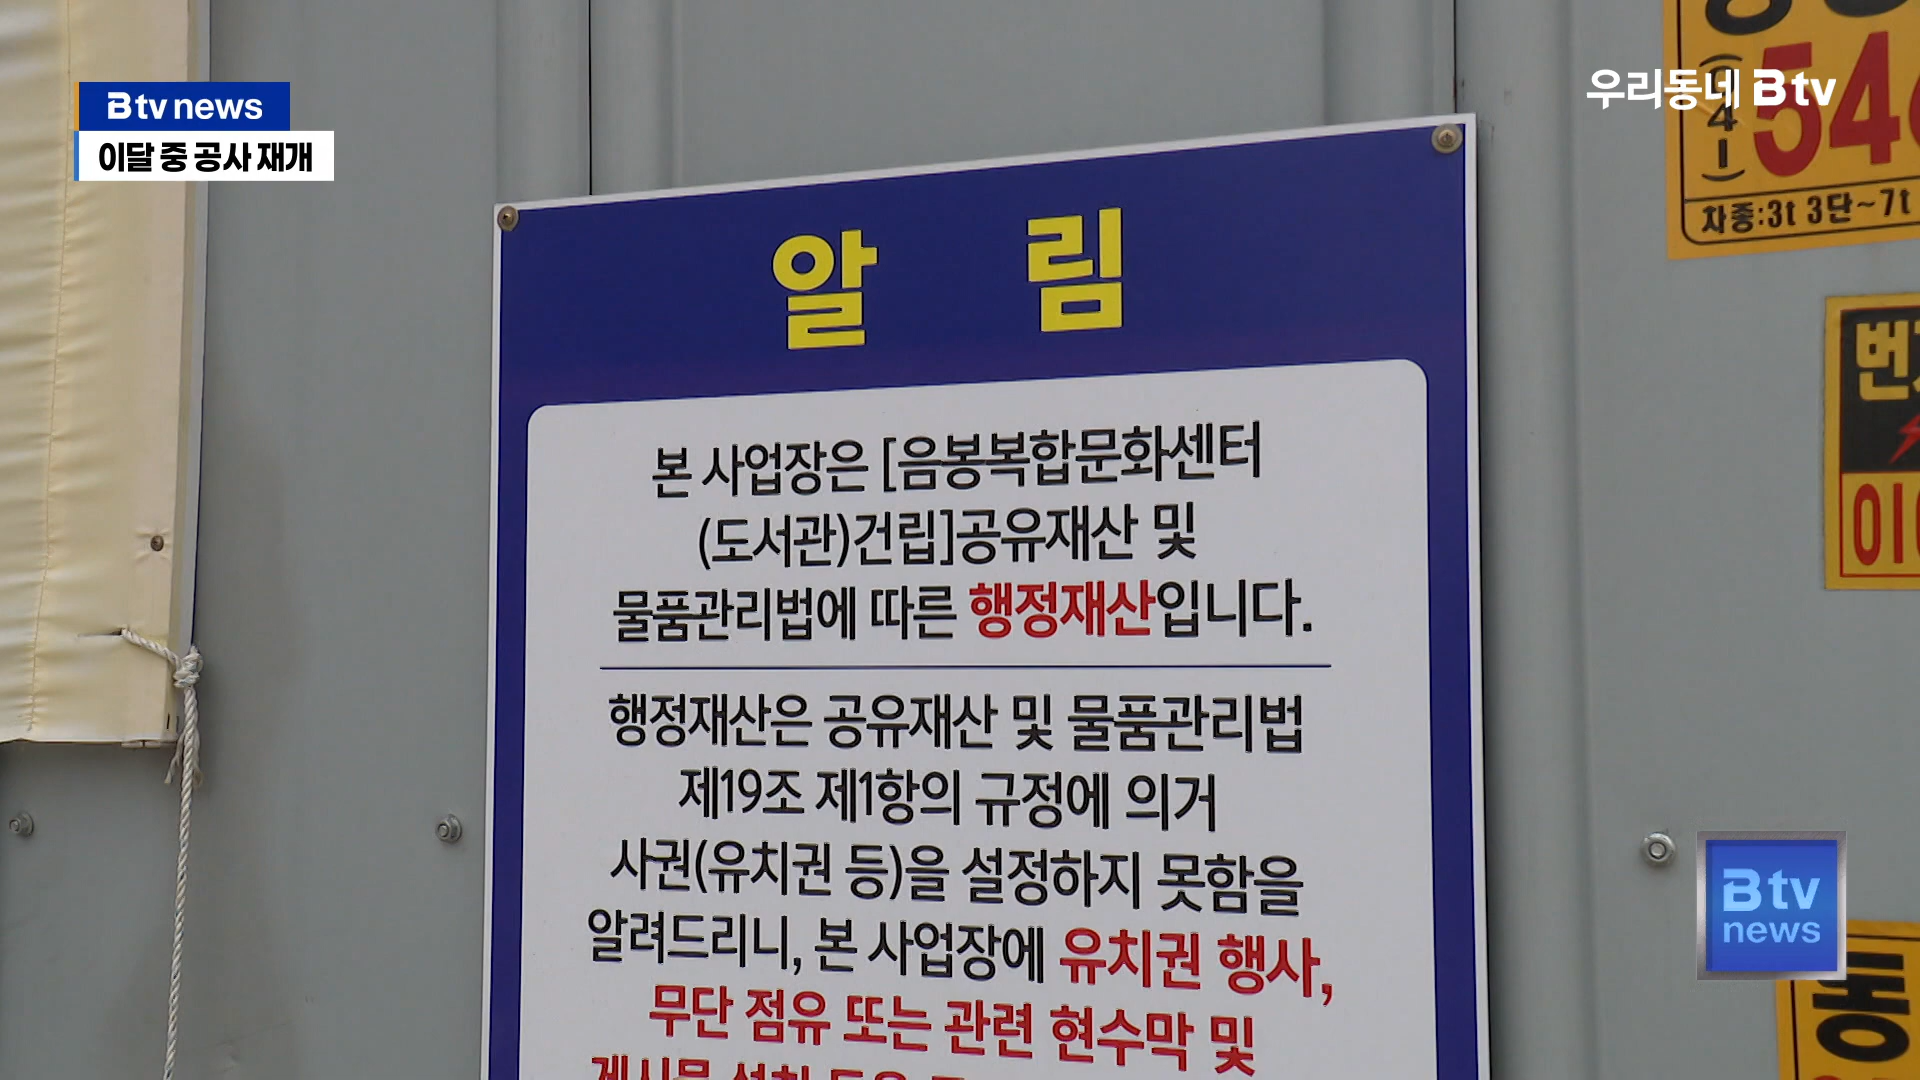 B tv news
이달 중 공사 재개
우리동네 B tv
(041)
차종:3t 3단~7t
알 림
본 사업장은 [음봉복합문화센터
(도서관)건립]공유재산 및
물품관리법에 따른 행정재산입니다.
행정재산은 공유재산 및 물품관리법
제19조 제1항의 규정에 의거
사권(유치권 등)을 설정하지 못함을
알려드리니, 본 사업장에 유치권 행사,
무단 점유 또는 관련 현수막 및
B tv
news